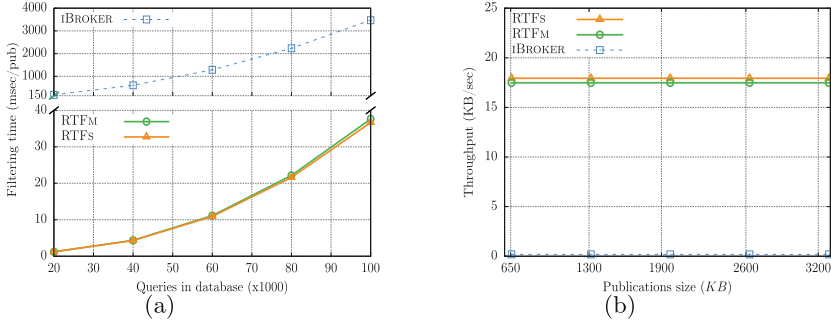 4000
3000
2000
1000
150
40
30
20
10
0
Filtering time (msec/pub)
IBROKER
RTFM
RTFS
20 30 40 50 60 70 80 90 100
Queries in database (x1000)
(a)
25
20
15
10
5
0
Throughput (KB/sec)
RTFS
RTFM
IBROKER
650 1300 1900 2600 3200
Publications size (KB)
(b)